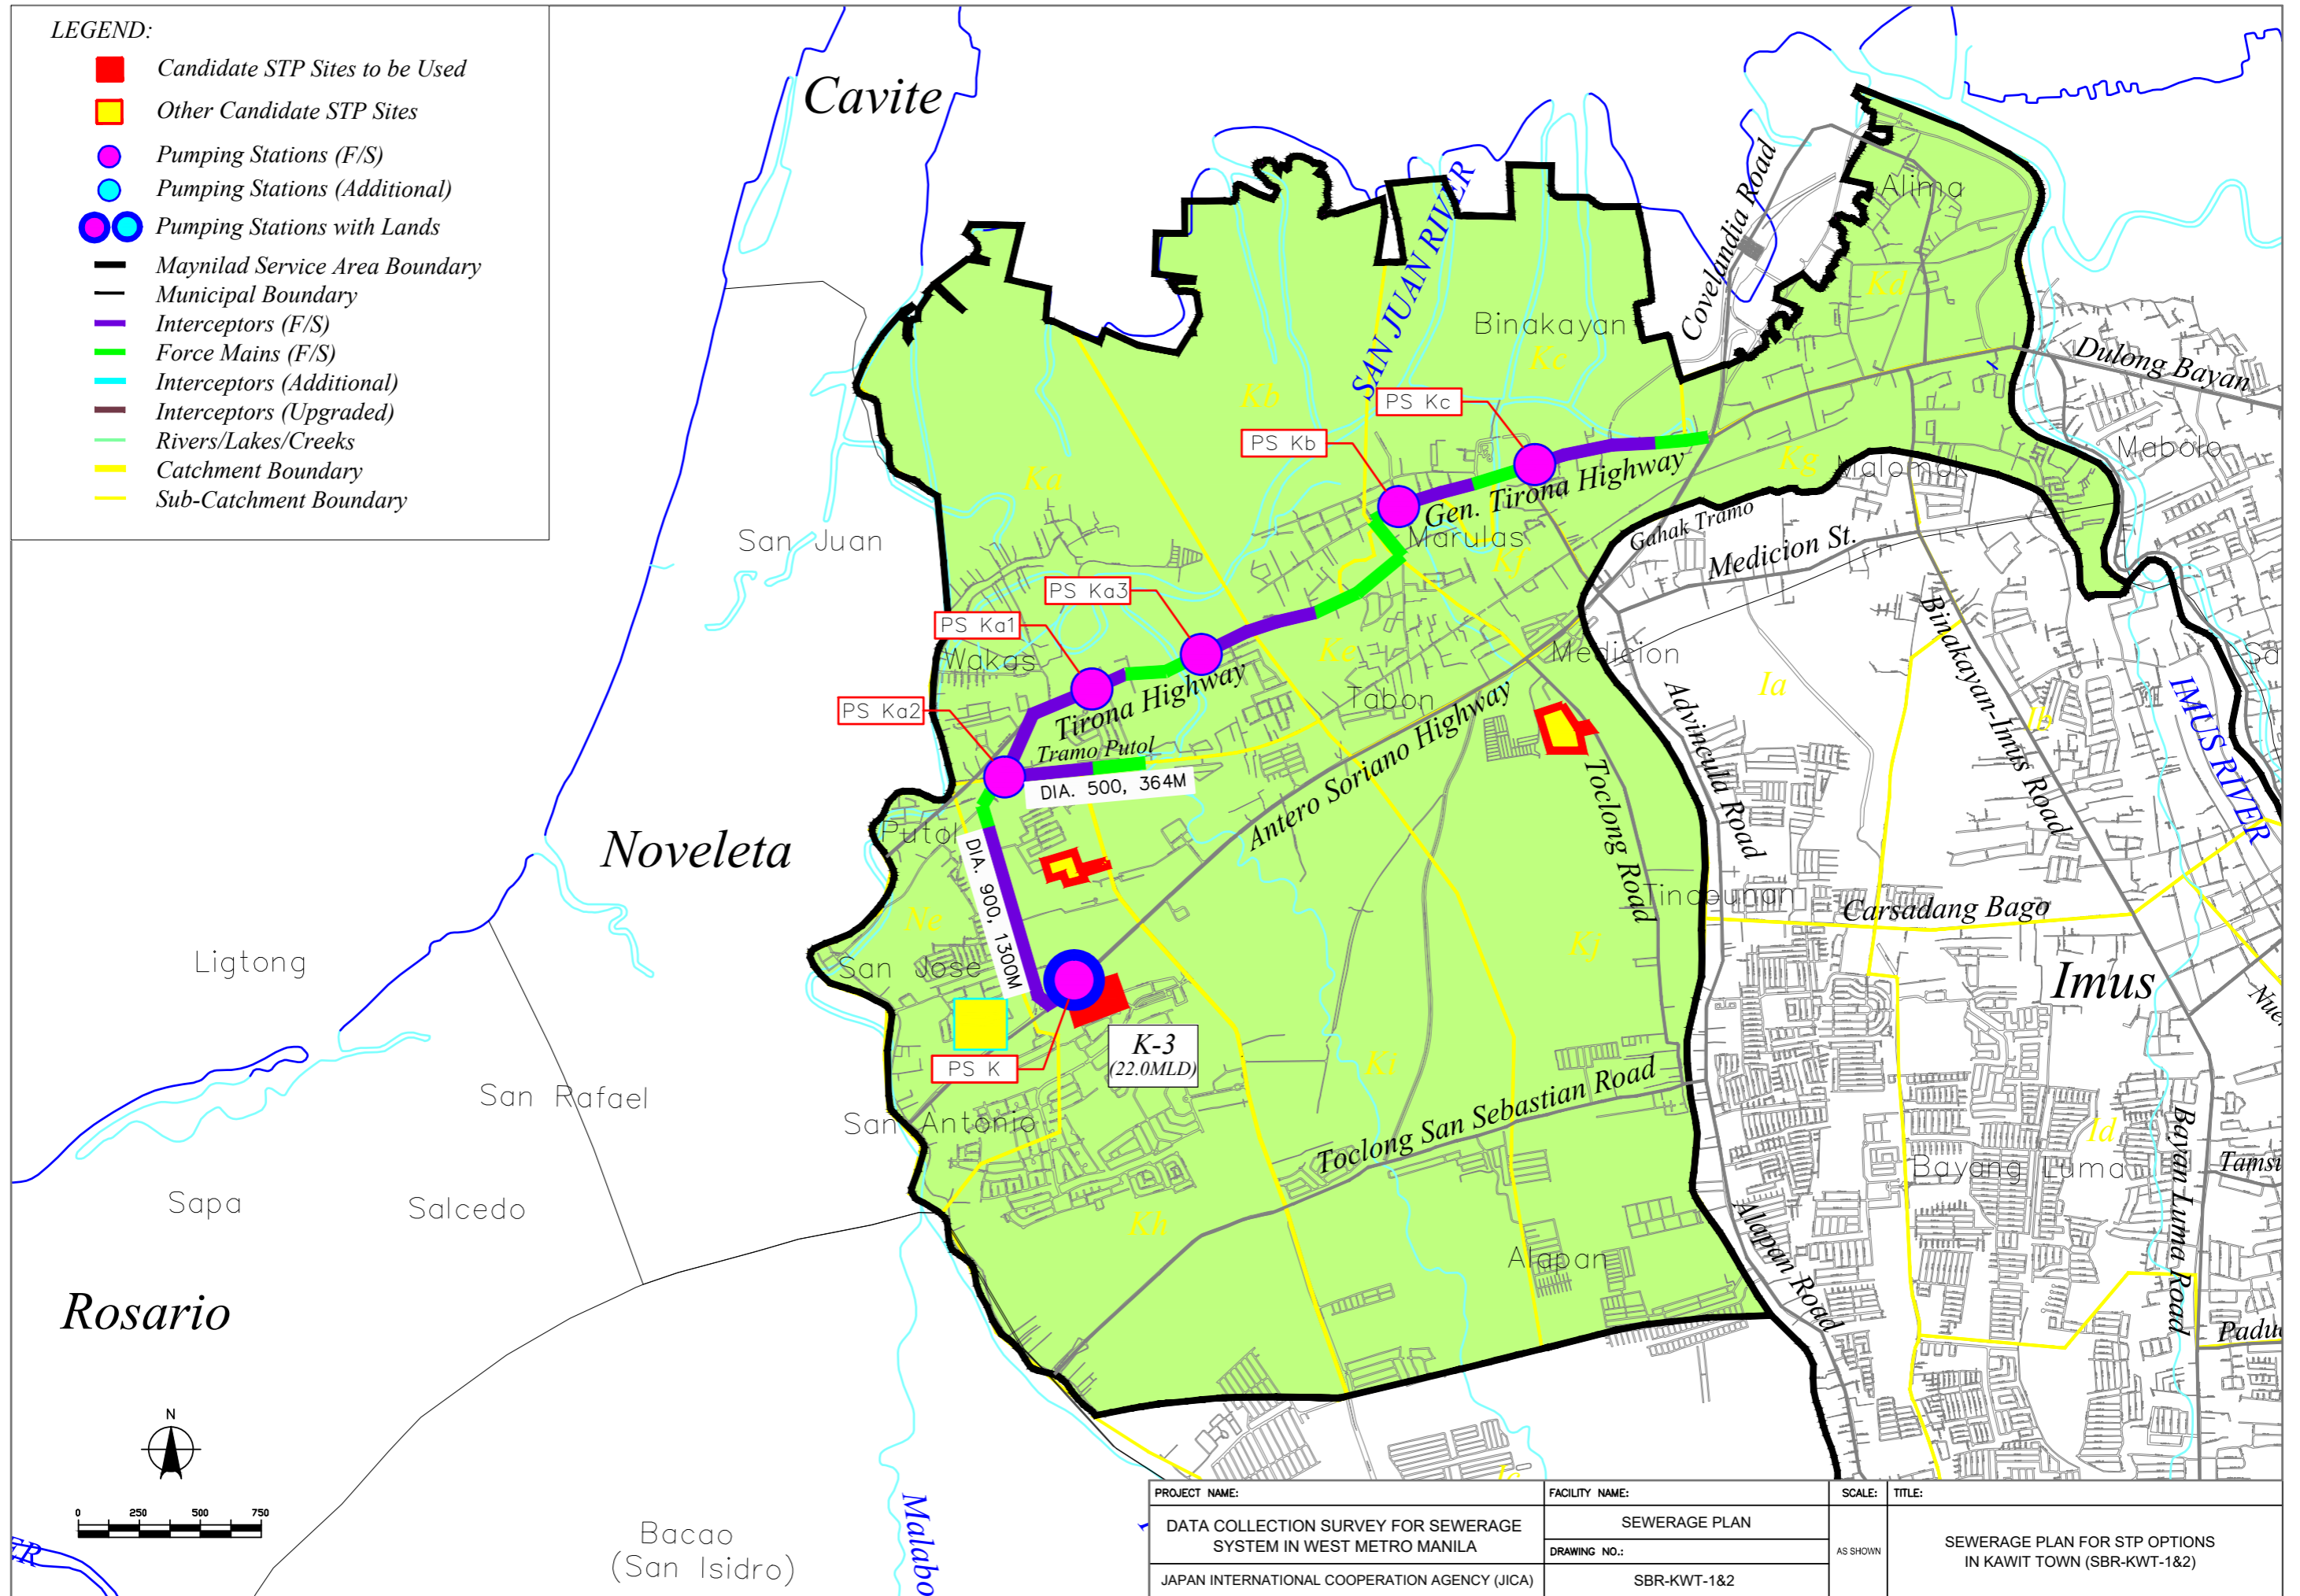 LEGEND:
Candidate STP Sites to be Used
Other Candidate STP Sites
Pumping Stations (F/S)
Pumping Stations (Additional)
Pumping Stations with Lands
Maynilad Service Area Boundary
Municipal Boundary
Interceptors (F/S)
Force Mains (F/S)
Interceptors (Additional)
Interceptors (Upgraded)
Rivers/Lakes/Creeks
Catchment Boundary
Sub-Catchment Boundary
Cavite
SAN JUAN RIVER
Covelandia Road
Alima
Kd
Binakayan
Kc
Kb
Ka
PS Kc
PS Kb
Gen. Tirona Highway
Dulong Bayan
Mabolo
Kg
Malomok
Marulas
Kf
Gahak Tramo
Medicion St.
San Juan
PS Ka3
PS Ka1
Wakas
PS Ka2
Tirona Highway
Tramo Putol
DIA. 500, 364M
Ke
Tabon
Medicion
Antero Soriano Highway
Toclong Road
Advincula Road
Ia
Binakayan-Imus Road
Ib
IMUS RIVER
Noveleta
Putol
DIA. 900, 1300M
Ne
San Jose
Ligtong
Kj
Carsadang Bago
Imus
K-3
(22.0MLD)
PS K
San Rafael
San Antonio
Ki
Toclong San Sebastian Road
Id
Bayang Luma
Bayan Luma Road
Sapa
Salcedo
Kh
Alapan
Alapan Road
Rosario
N
0 250 500 750
Bacao
(San Isidro)
Ic
PROJECT NAME:
DATA COLLECTION SURVEY FOR SEWERAGE
SYSTEM IN WEST METRO MANILA
JAPAN INTERNATIONAL COOPERATION AGENCY (JICA)
FACILITY NAME:
SEWERAGE PLAN
DRAWING NO.:
SBR-KWT-1&2
SCALE:
AS SHOWN
TITLE:
SEWERAGE PLAN FOR STP OPTIONS
IN KAWIT TOWN (SBR-KWT-1&2)